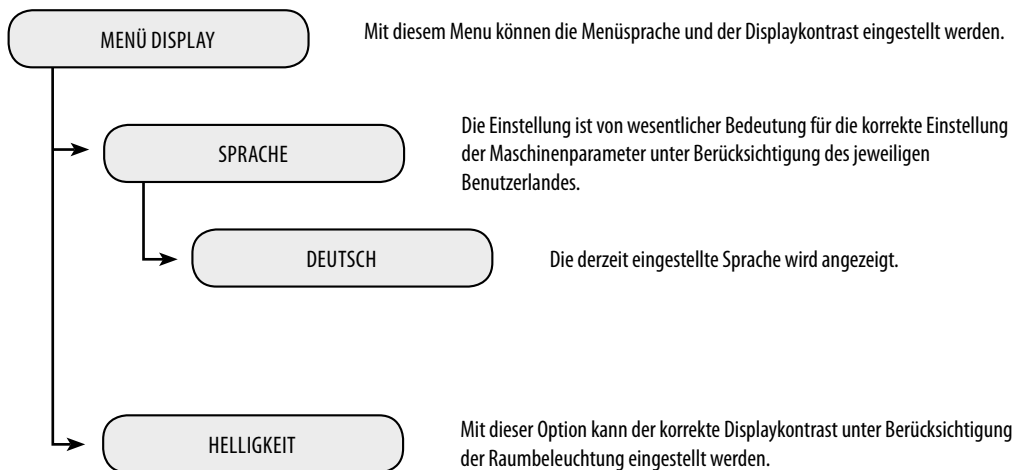 MENÜ DISPLAY
Mit diesem Menu können die Menüsprache und der Displaykontrast eingestellt werden.
SPRACHE
Die Einstellung ist von wesentlicher Bedeutung für die korrekte Einstellung
der Maschinenparameter unter Berücksichtigung des jeweiligen
Benutzerlandes.
DEUTSCH
Die derzeit eingestellte Sprache wird angezeigt.
HELLIGKEIT
Mit dieser Option kann der korrekte Displaykontrast unter Berücksichtigung
der Raumbeleuchtung eingestellt werden.